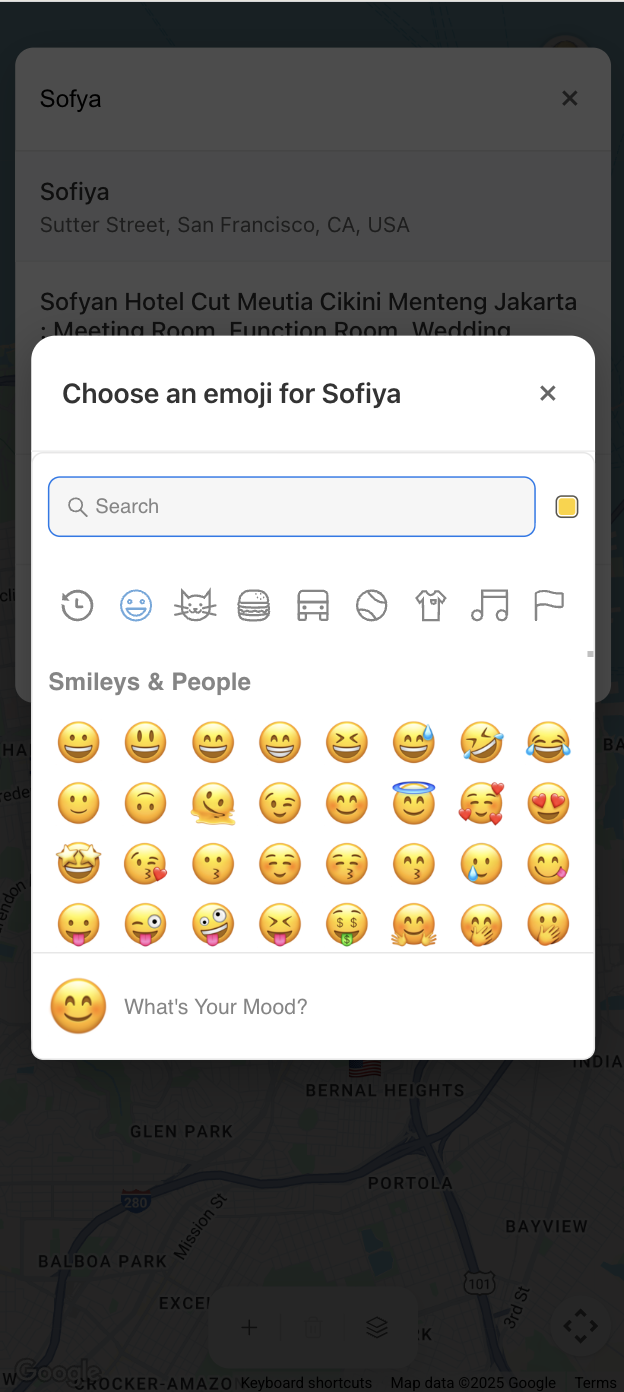 Sofya
Sofiya
Sutter Street, San Francisco, CA, USA
Sofyan Hotel Cut Meutia Cikini Menteng Jakarta
: Meeting Room, Function Room, Wedding
Choose an emoji for Sofiya
Search
Smileys & People
What's Your Mood?
BERNAL HEIGHTS
GLEN PARK
PORTOLA
280
Mission St
BAYVIEW
BALBOA PARK
101
3rd St
Google
CROCKER-AMAZO
Keyboard shortcuts
Map data ©2025 Google
Terms